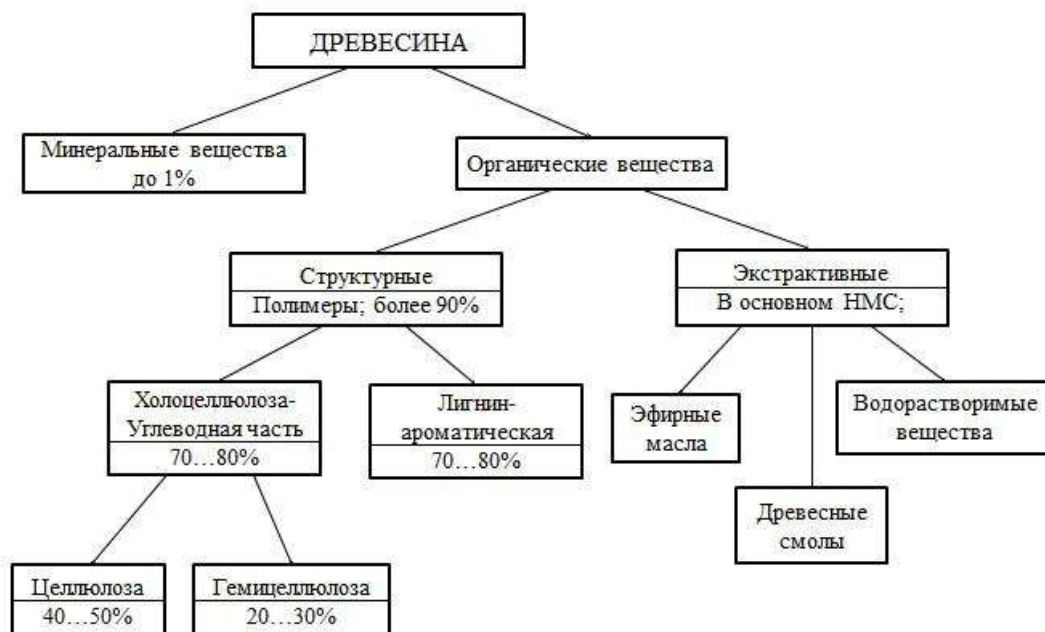 ДРЕВЕСИНА
Минеральные вещества
до 1%
Органические вещества
Структурные
Полимеры; более 90%
Экстрактивные
В основном НМС;
Холоцеллюлоза-
Углеводная часть
70...80%
Лигнин-
ароматическая
70...80%
Эфирные
масла
Водорастворимые
вещества
Древесные
смолы
Целлюлоза
40...50%
Гемицеллюлоза
20...30%